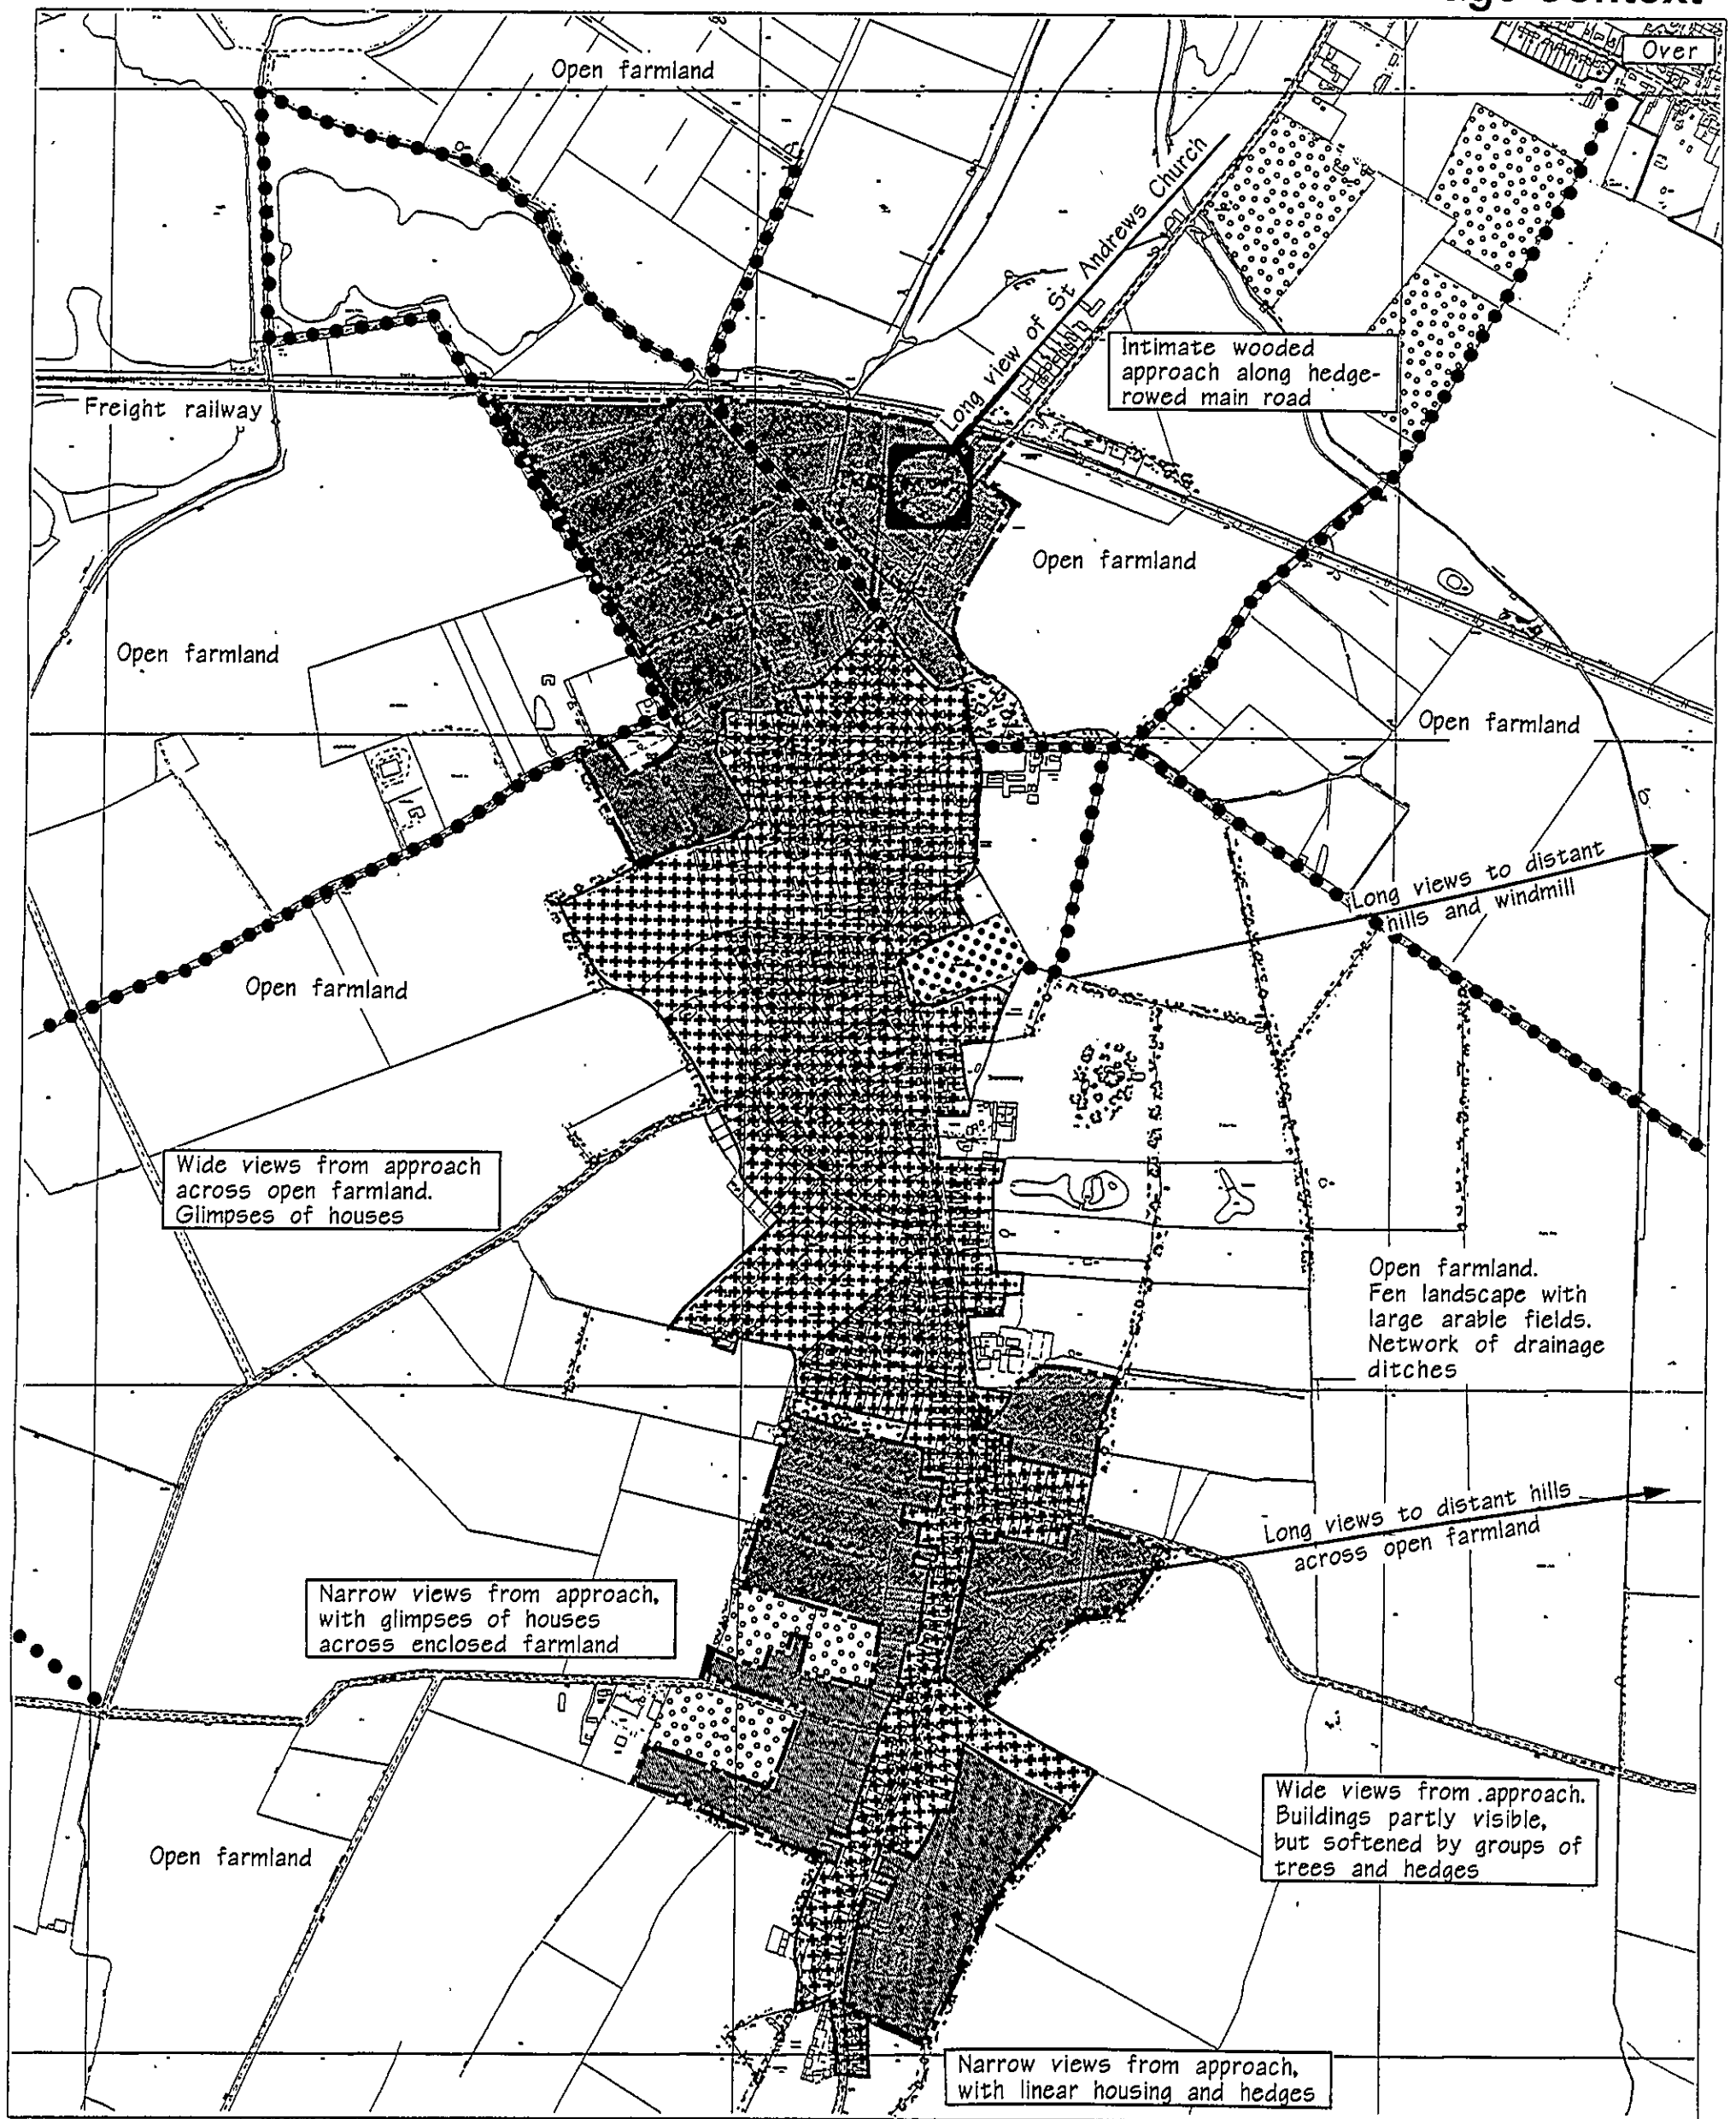 Context
Over
Open farmland
Long view of St Andrews Church
Intimate wooded
approach along hedge-
rowed main road
Freight railway
Open farmland
Open farmland
Open farmland
Long views to distant
hills and windmill
Open farmland
Wide views from approach
across open farmland.
Glimpses of houses
Open farmland.
Fen landscape with
large arable fields.
Network of drainage
ditches
Long views to distant hills
across open farmland
Narrow views from approach,
with glimpses of houses
across enclosed farmland
Wide views from approach.
Buildings partly visible,
but softened by groups of
trees and hedges
Open farmland
Narrow views from approach,
with linear housing and hedges